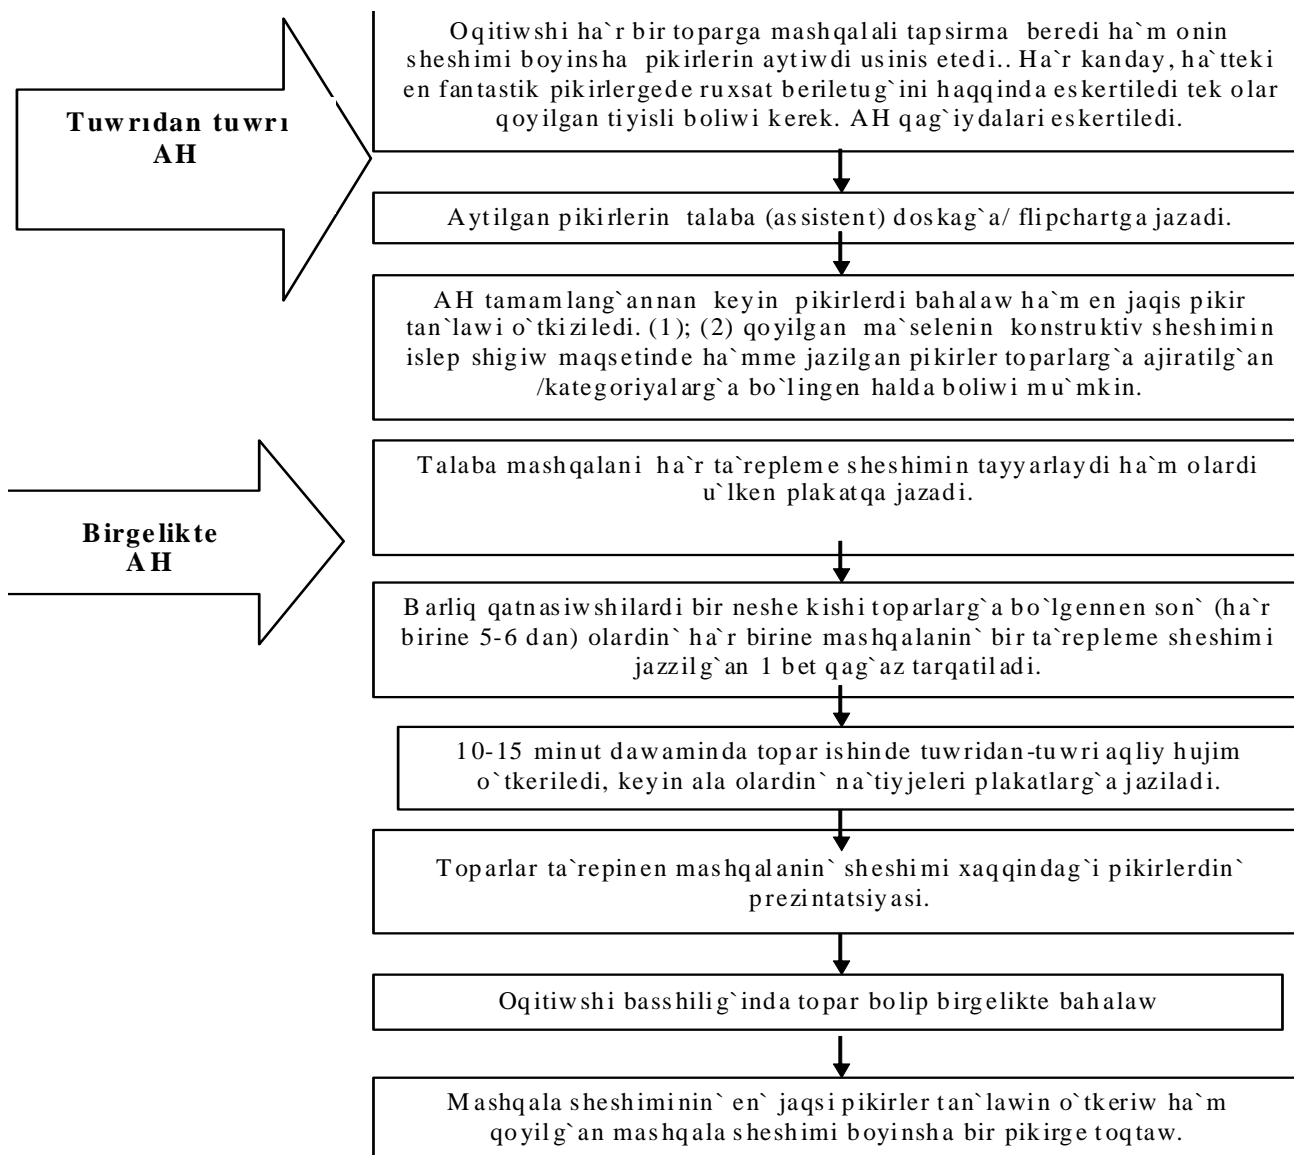 Tuwrıdan tuwrı
AH
Oqitiwshi ha`r bir toparga mashqalali tapsirma beredi ha`m onin
sheshimi boyinsha pikirlerin aytiwdi usinis etedi.. Ha`r kanday, ha`tteki
en fantastik pikirlergede ruxsat beriletug`ini haqqinda eskertiledi tek olar
qoyilgan tiyisli boliwi kerek. AH qag`iydalari eskertiledi.
Aytilgan pikirlerin talaba (assistent) doskag`a/ flipchartga jazadi.
AH tamamlang`annan keyin pikirlerdi bahalaw ha`m en jaqis pikir
tan`lawi o`tkiziledi. (1); (2) qoyilgan ma`selenin konstruktiv sheshimin
islep shigiw maqsetinde ha`mme jazilgan pikirler toparlarg`a ajiratilg`an
/kategoriyalarg`a bo`lingen halda boliwi mu`mkin.
Birgelikte
AH
Talaba mashqalani ha`r ta`repleme sheshimin tayyarlaydi ha`m olardi
u`lken plakatqa jazadi.
Barliq qatnasiwshilardi bir neshe kishi toparlarg`a bo`lgennen son` (ha`r
birine 5-6 dan) olardin` ha`r birine mashqalanin` bir ta`repleme sheshimi
jazzilg`an 1 bet qag`az tarqatiladi.
10-15 minut dawaminda topar ishinde tuwridan-tuwri aqliy hujim
o`tkeriledi, keyin ala olardin` na`tiyjeleri plakatlarg`a jaziladi.
Toparlar ta`repinen mashqalanin` sheshimi xaqqindag`i pikirlerdin`
prezintatsiyasi.
Oqitiwshi basshilig`inda topar bolip birgelikte bahalaw
Mashqala sheshiminin` en` jaqsi pikirler tan`lawin o`tkeriw ha`m
qoyilg`an mashqala sheshimi boyinsha bir pikirge toqtaw.